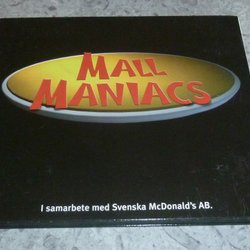 MALL
MANIACS
I samarbete med Svenska McDonald's AB.